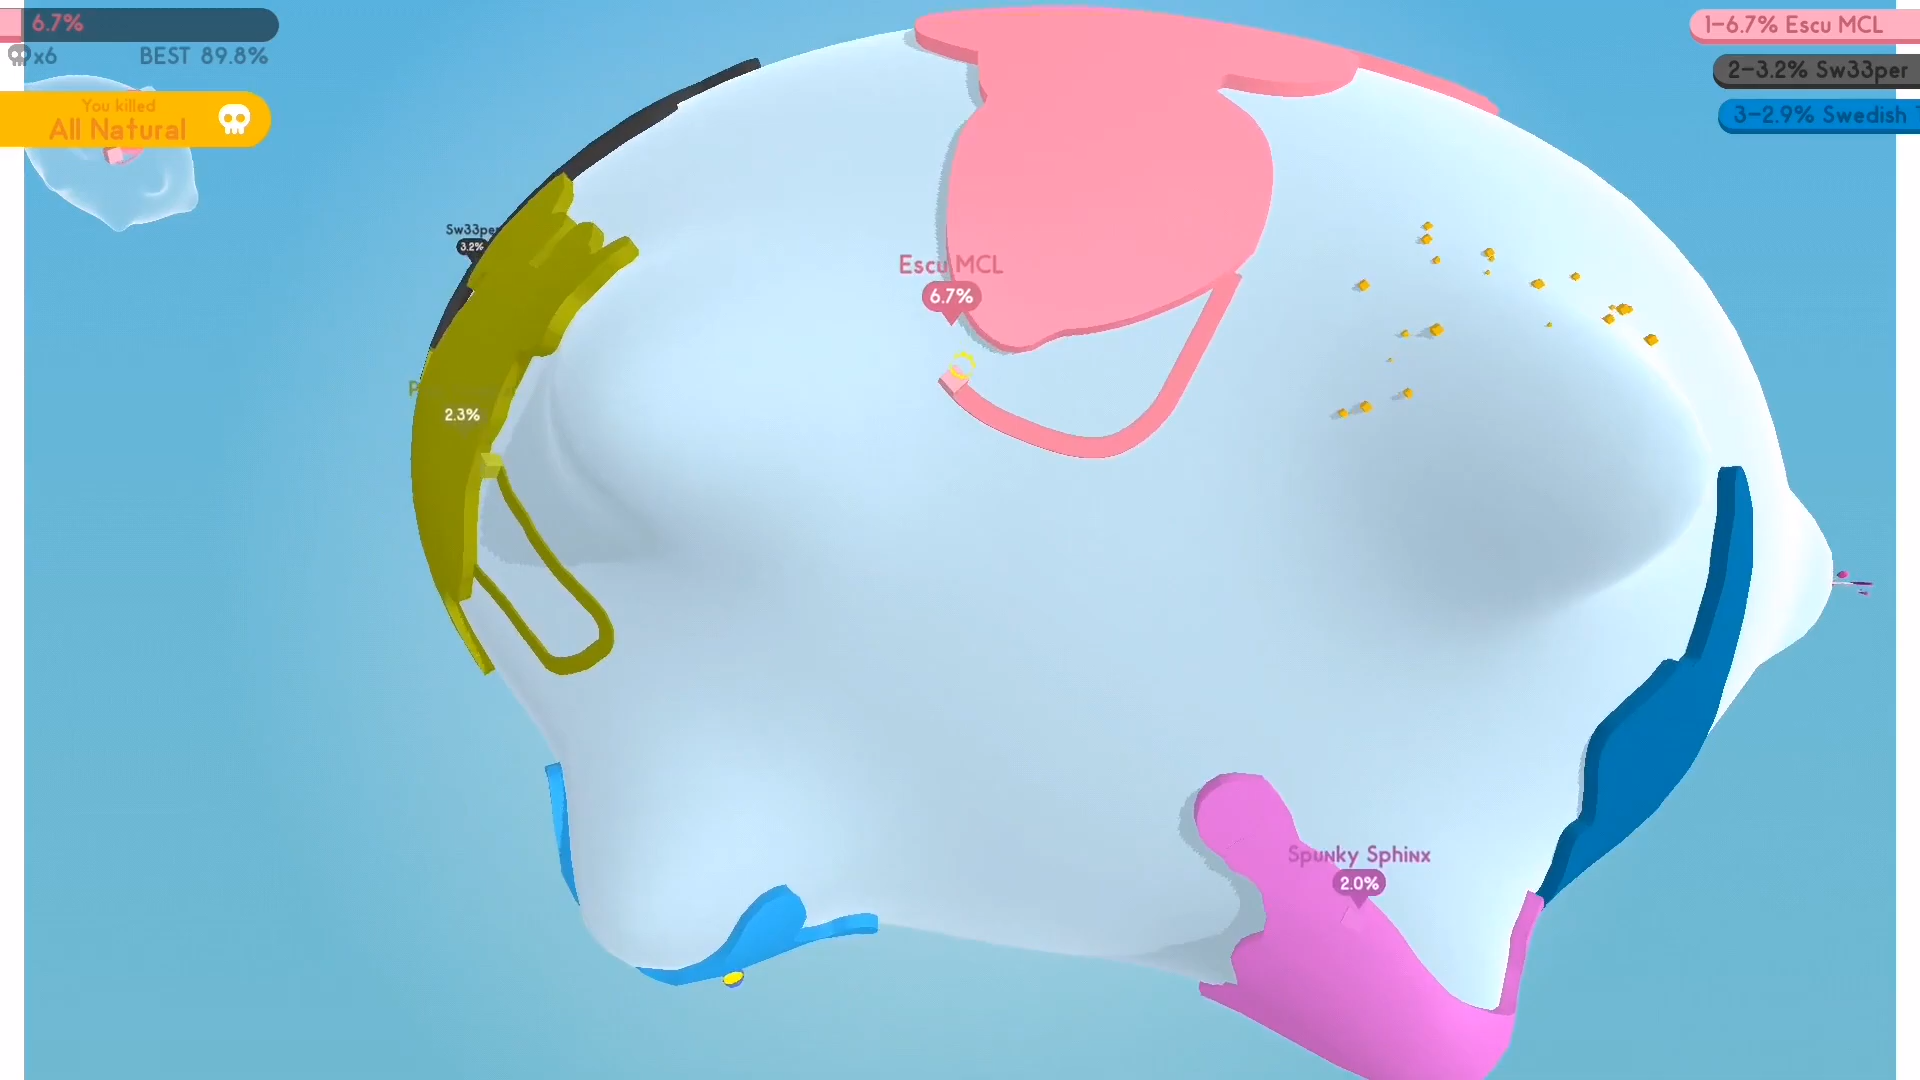 6.7%
x6
BEST 89.8%
You killed
All Natural
1-6.7% Escu MCL
2-3.2% Sw33per
3-2.9% Swedish
Sw33per
3.2%
Escu MCL
6.7%
2.3%
Spunky Sphinx
2.0%